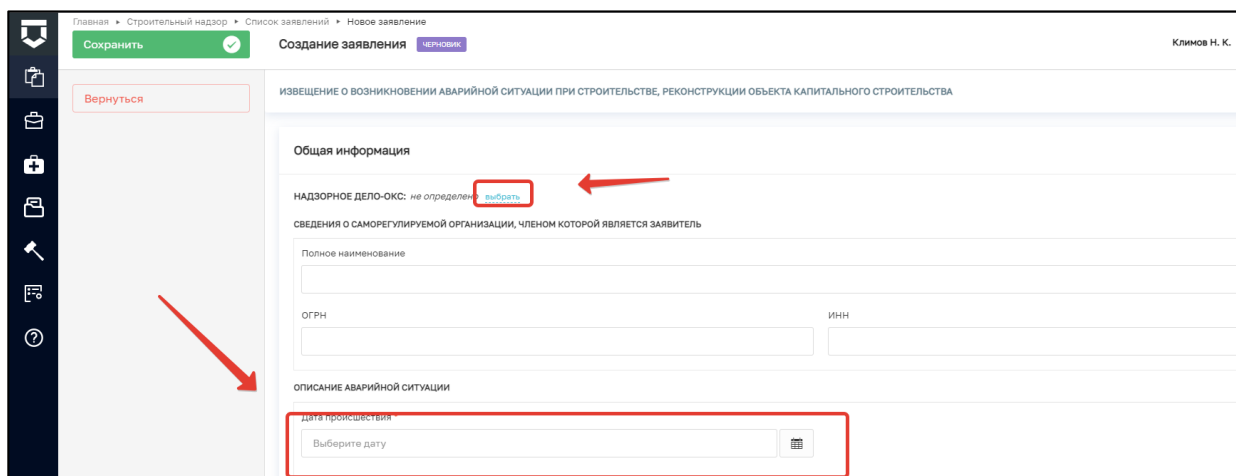 Главная ▸ Строительный надзор ▸ Список заявлений ▸ Новое заявление
Сохранить
Создание заявления ЧЕРНОВИК
Климов Н. К.
Вернуться
ИЗВЕЩЕНИЕ О ВОЗНИКНОВЕНИИ АВАРИЙНОЙ СИТУАЦИИ ПРИ СТРОИТЕЛЬСТВЕ, РЕКОНСТРУКЦИИ ОБЪЕКТА КАПИТАЛЬНОГО СТРОИТЕЛЬСТВА
Общая информация
НАДЗОРНОЕ ДЕЛО-ОКС: не определено выбрать
СВЕДЕНИЯ О САМОРЕГУЛИРУЕМОЙ ОРГАНИЗАЦИИ, ЧЛЕНОМ КОТОРОЙ ЯВЛЯЕТСЯ ЗАЯВИТЕЛЬ
Полное наименование
ОГРН
ИНН
ОПИСАНИЕ АВАРИЙНОЙ СИТУАЦИИ
Дата происшествия *
Выберите дату